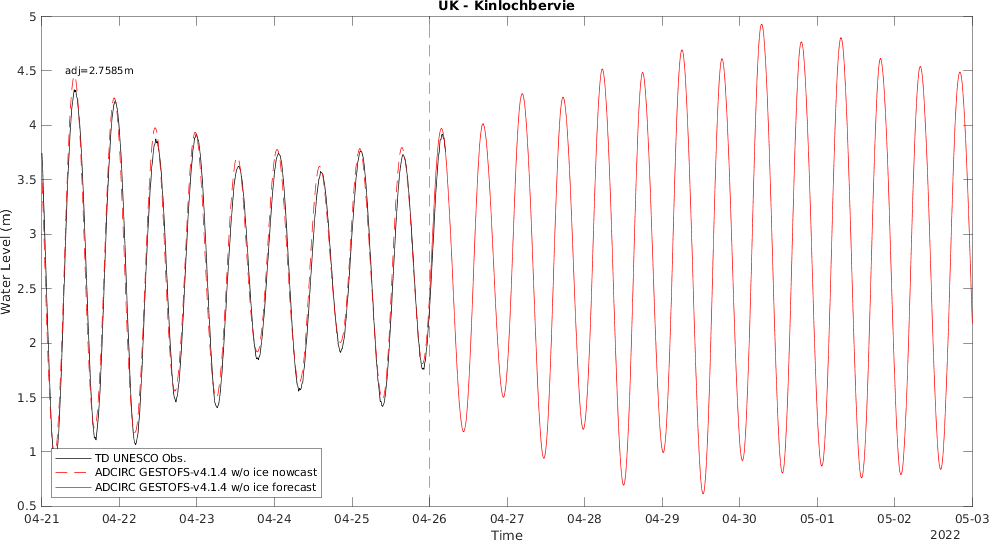 UK - Kinlochbervie
adj=2.7585m
5
4.5
4
3.5
3
2.5
2
1.5
1
0.5
Water Level (m)
TD UNESCO Obs.
ADCIRC GESTOFS-v4.1.4 w/o ice nowcast
ADCIRC GESTOFS-v4.1.4 w/o ice forecast
04-21 04-22 04-23 04-24 04-25 04-26 04-27 04-28 04-29 04-30 05-01 05-02 05-03
Time
2022